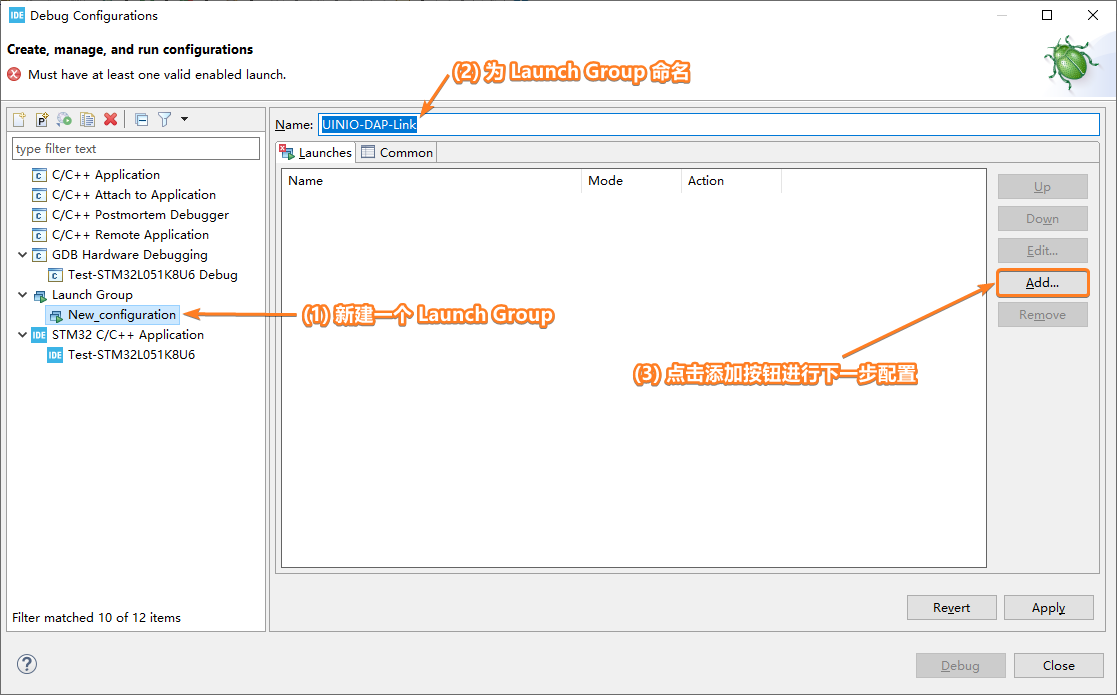 IDE Debug Configurations
Create, manage, and run configurations
Must have at least one valid enabled launch.
(2) 为 Launch Group 命名
type filter text
C/C++ Application
C/C++ Attach to Application
C/C++ Postmortem Debugger
C/C++ Remote Application
GDB Hardware Debugging
Test-STM32L051K8U6 Debug
Launch Group
New_configuration
IDE STM32 C/C++ Application
IDE Test-STM32L051K8U6
Filter matched 10 of 12 items
Name: UINIO-DAP-Link
Launches Common
Name Mode Action
Up
Down
Edit...
Add...
Remove
(1) 新建一个 Launch Group
(3) 点击添加按钮进行下一步配置
Revert Apply
Debug Close